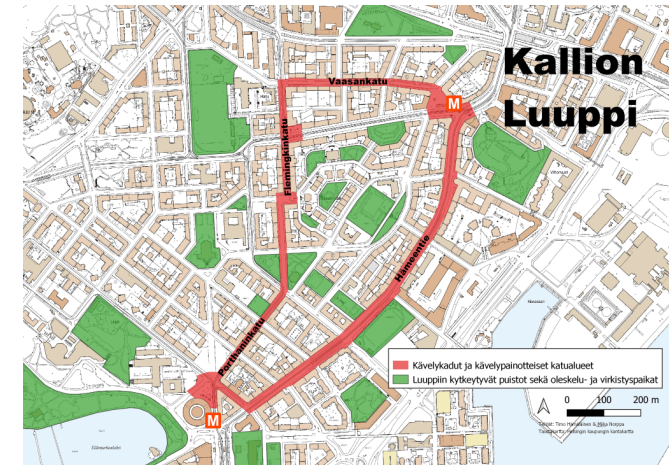 Kallion
Luuppi
Vaasankatu
M
Flemingkinkatu
Hämeentie
Porthaninkatu
M
Kävelykadut ja kävelypainotteiset katualueet
Luuppiin kytkeytyvät puistot sekä oleskelu- ja virkistyspaikat
0 100 200 m